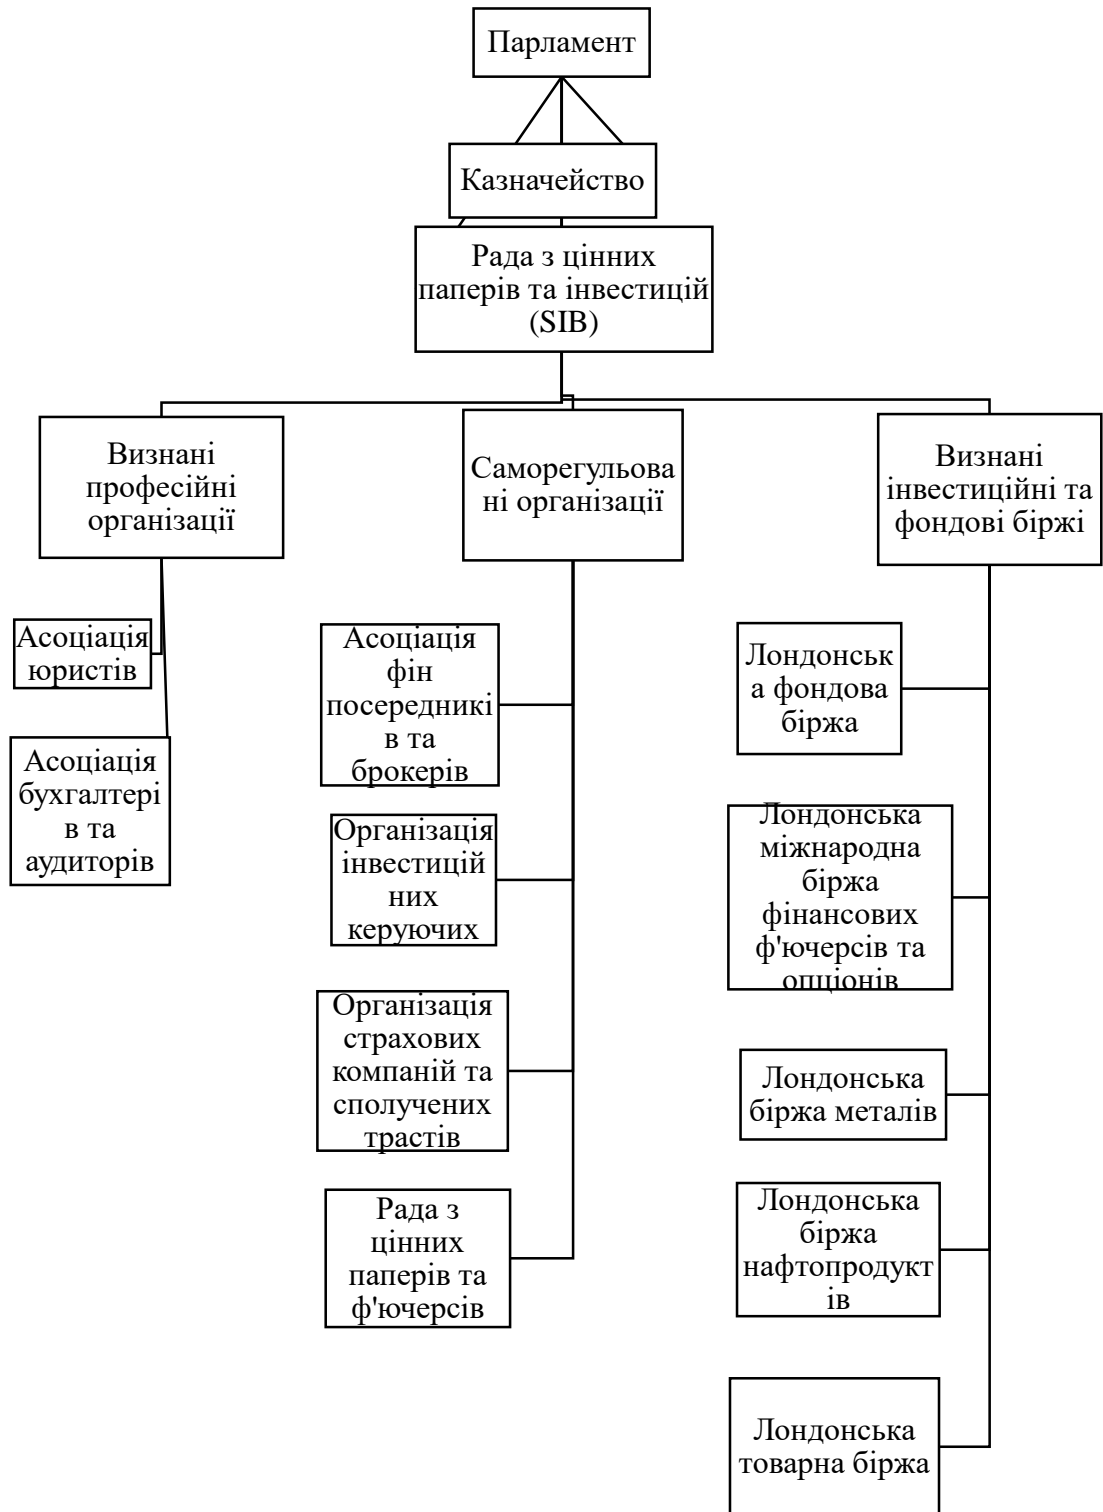 Парламент
Казначейство
Рада з цінних
паперів та інвестицій
(SIB)
Визнані
професійні
організації
Саморегульова
ні організації
Визнані
інвестиційні та
фондові біржі
Асоціація
юристів
Асоціація
бухгалтері
в та
аудиторів
Асоціація
фін
посередникі
в та
брокерів
Організація
інвестицій
них
керуючих
Організація
страхових
компаній та
сполучених
трастів
Рада з
цінних
паперів та
ф'ючерсів
Лондонськ
а фондова
біржа
Лондонська
міжнародна
біржа
фінансових
ф'ючерсів та
опціонів
Лондонська
біржа металів
Лондонська
біржа
нафтопродукт
ів
Лондонська
товарна біржа